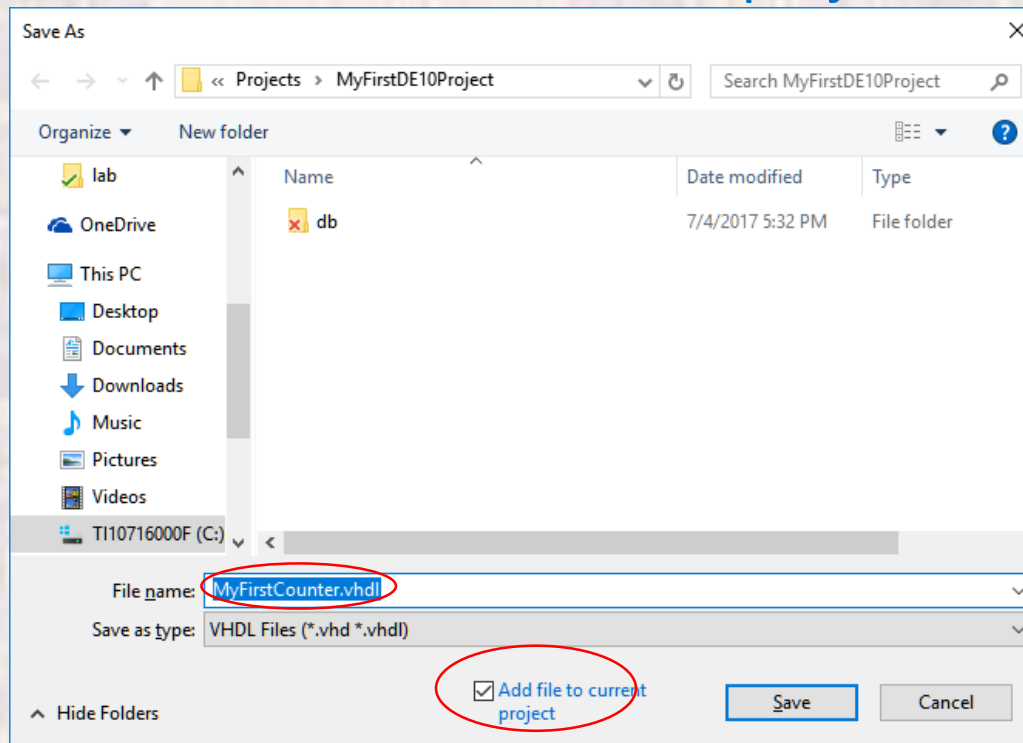 Save As
« Projects > MyFirstDE10Project
Search MyFirstDE10Project
Organize
New folder
Name
Date modified
Type
lab
OneDrive
This PC
Desktop
Documents
Downloads
Music
Pictures
Videos
TI10716000F (C:)
db
7/4/2017 5:32 PM
File folder
File name:
MyFirstCounter.vhdl
Save as type:
VHDL Files (*.vhd *.vhdl)
Add file to current
project
Hide Folders
Save
Cancel